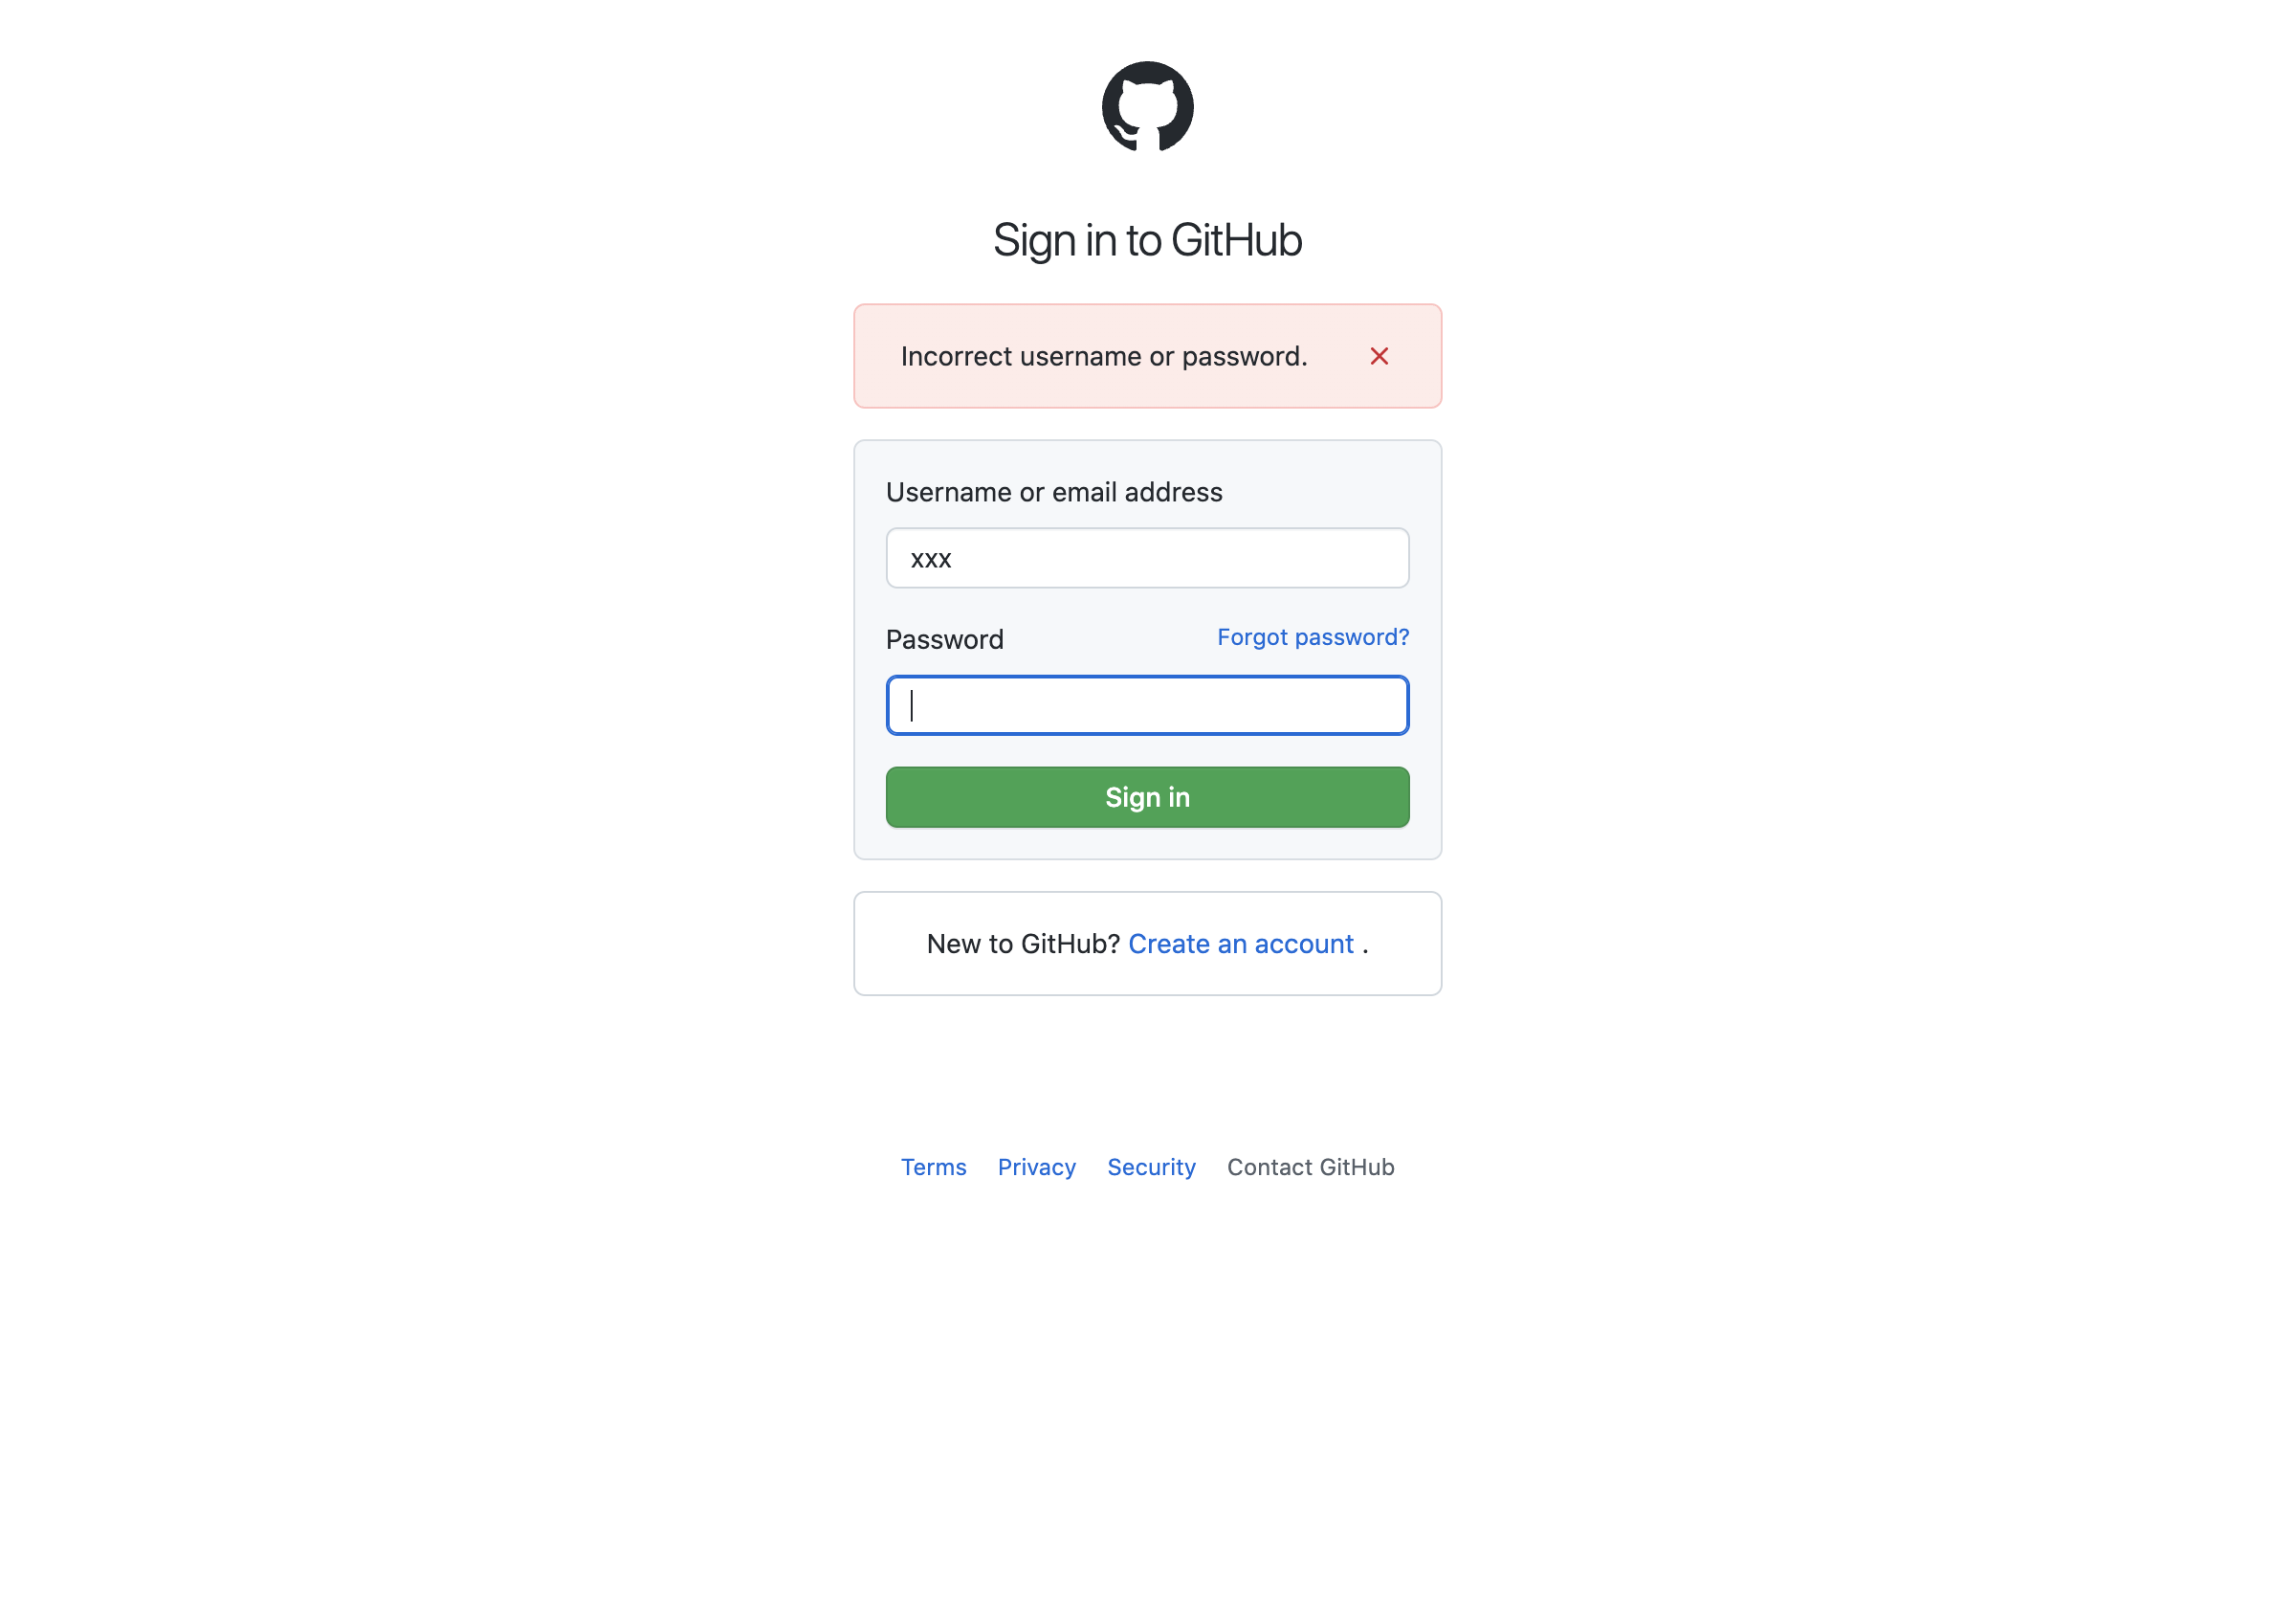 Sign in to GitHub
Incorrect username or password.
Username or email address
xxx
Password Forgot password?
Sign in
New to GitHub? Create an account .
Terms Privacy Security Contact GitHub